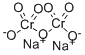 O O O O O
Cr Cr
⁻O O⁻
Na⁺ Na⁺